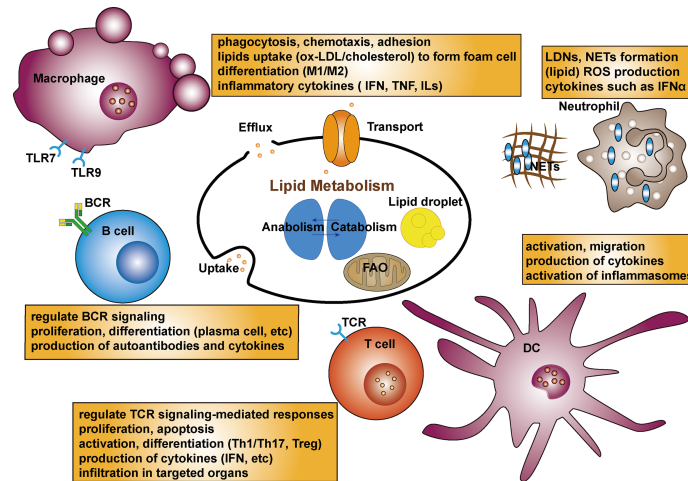 phagocytosis, chemotaxis, adhesion
lipids uptake (ox-LDL/cholesterol) to form foam cell
differentiation (M1/M2)
inflammatory cytokines ( IFN, TNF, ILs)
LDNs, NETs formation
(lipid) ROS production
cytokines such as IFNα
Macrophage
TLR7
TLR9
Efflux
Transport
Neutrophil
NETs
Lipid Metabolism
Anabolism
Catabolism
Lipid droplet
FAO
Uptake
BCR
B cell
activation, migration
production of cytokines
activation of inflammasomes
regulate BCR signaling
proliferation, differentiation (plasma cell, etc)
production of autoantibodies and cytokines
TCR
T cell
DC
regulate TCR signaling-mediated responses
proliferation, apoptosis
activation, differentiation (Th1/Th17, Treg)
production of cytokines (IFN, etc)
infiltration in targeted organs